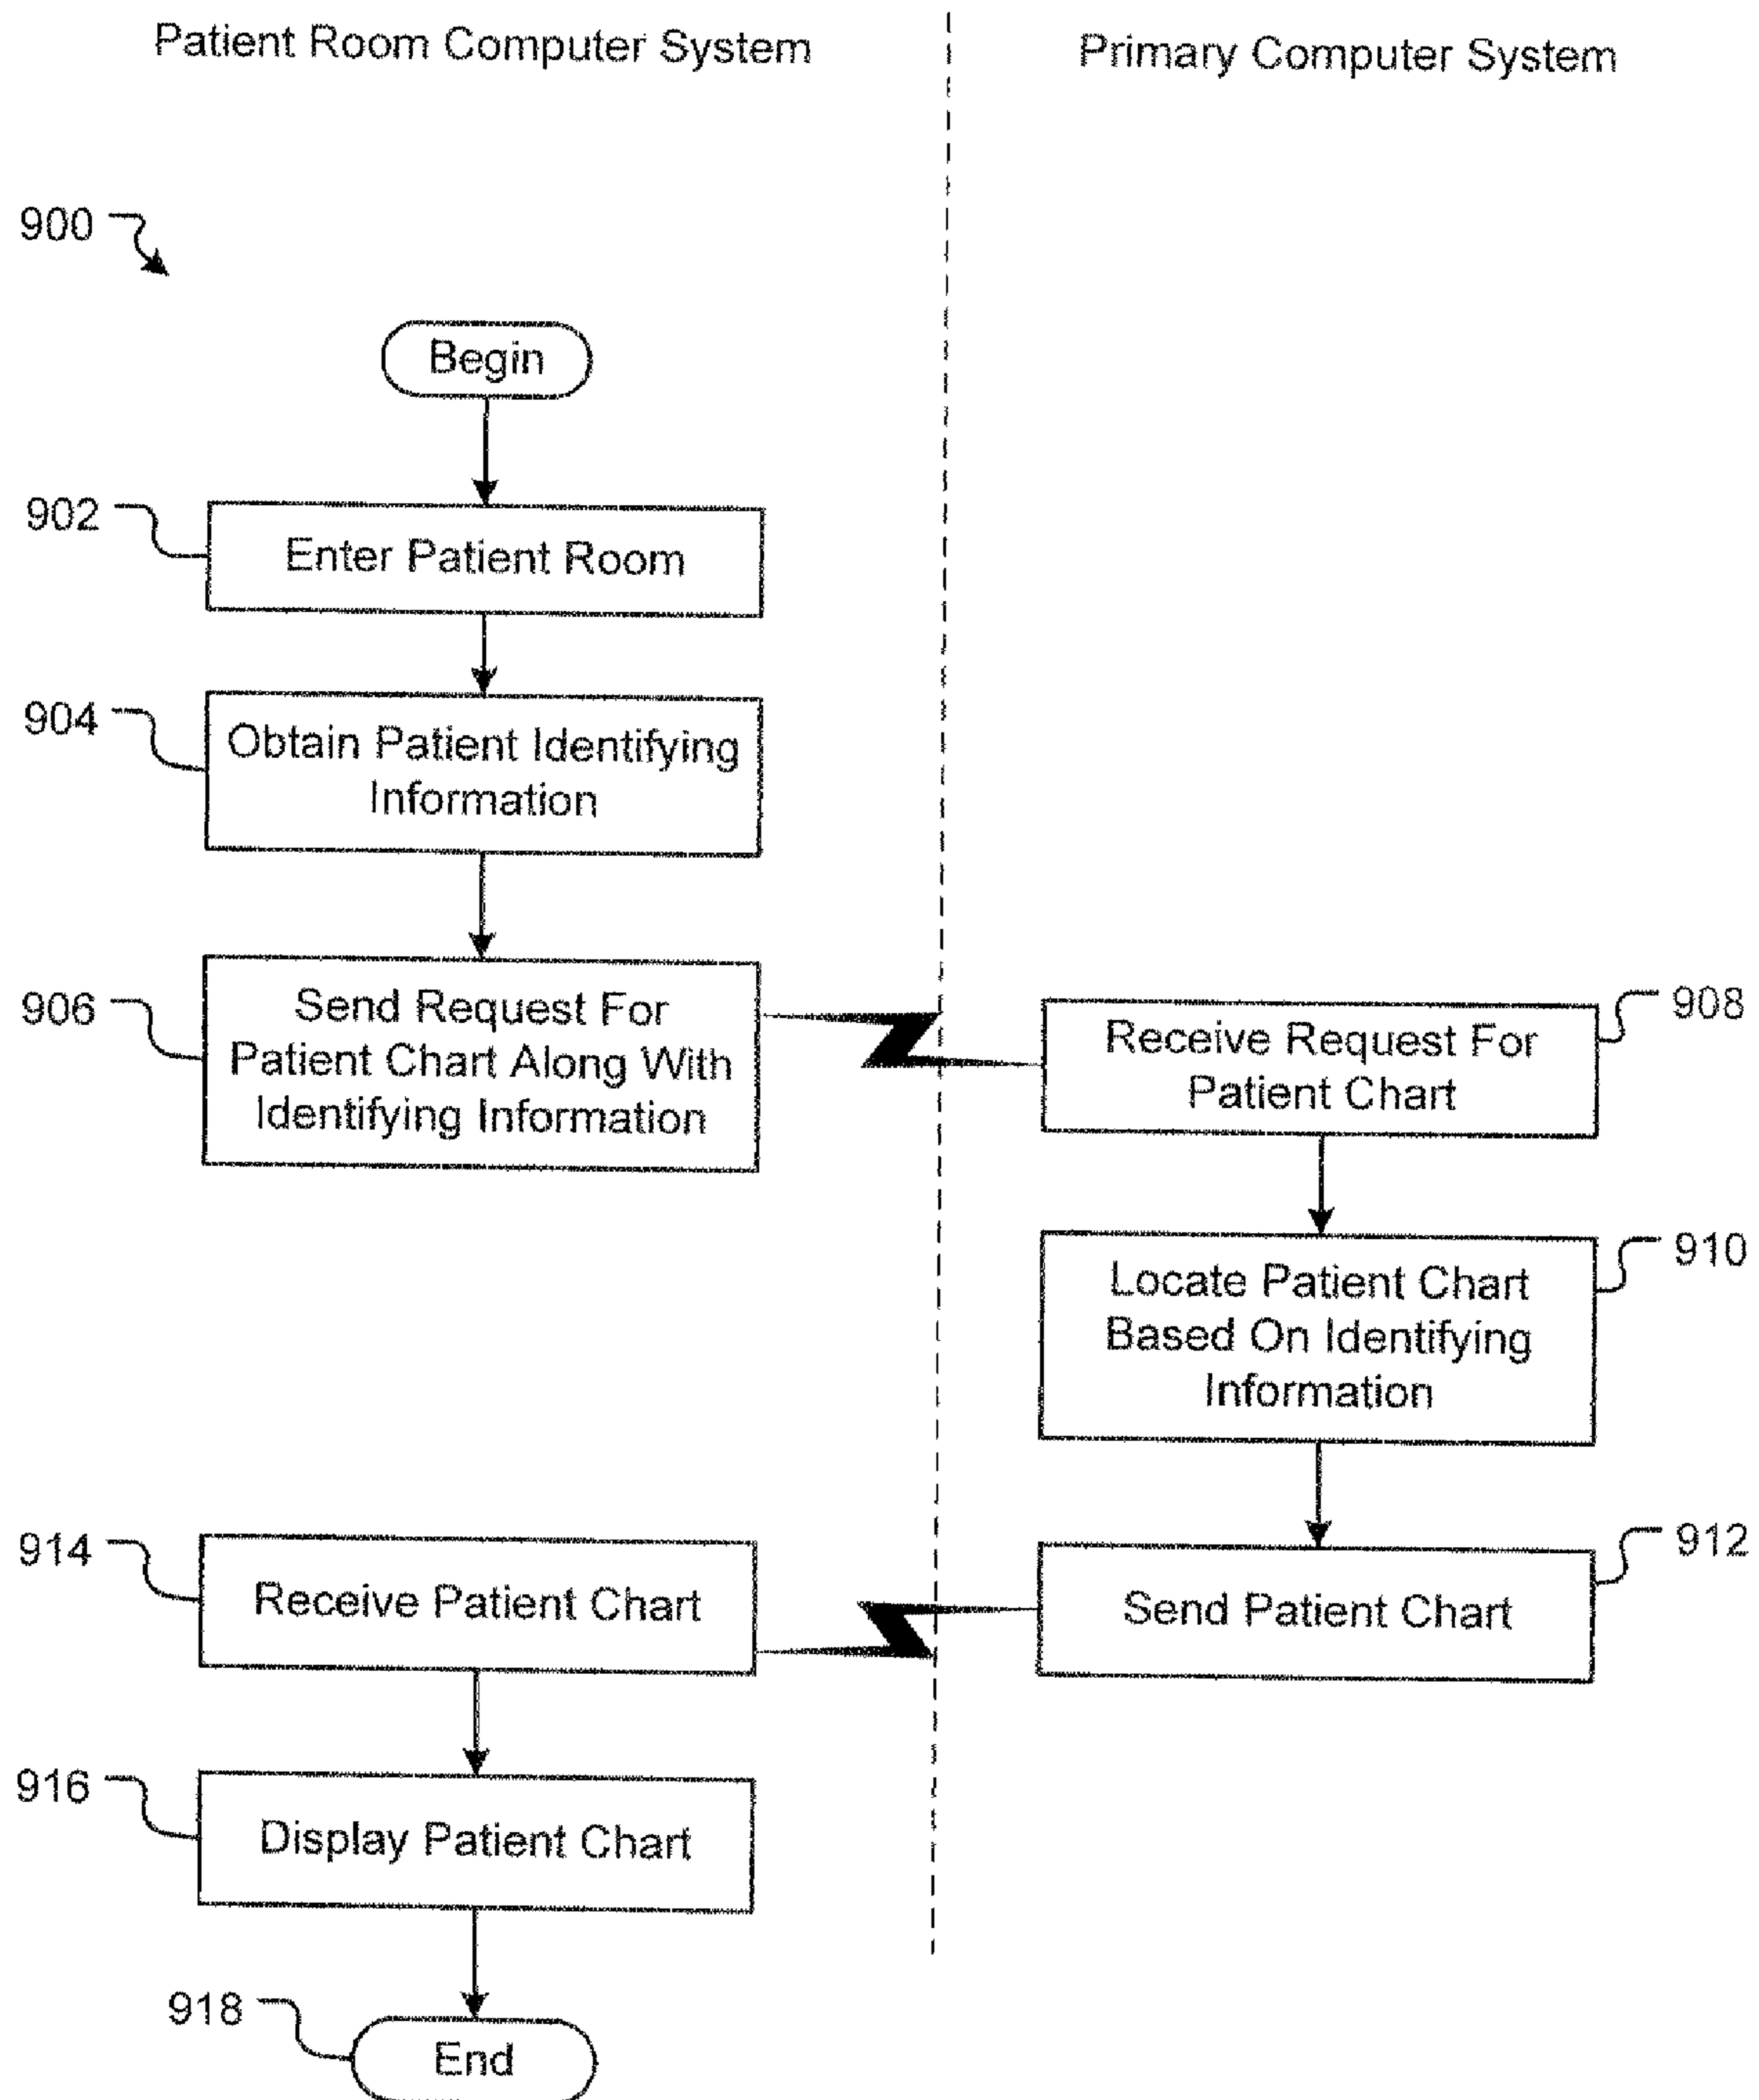 Patient Room Computer System
Primary Computer System
900
Begin
902
Enter Patient Room
904
Obtain Patient Identifying
Information
906
Send Request For
Patient Chart Along With
Identifying Information
908
Receive Request For
Patient Chart
910
Locate Patient Chart
Based On Identifying
Information
912
Send Patient Chart
914
Receive Patient Chart
916
Display Patient Chart
918
End